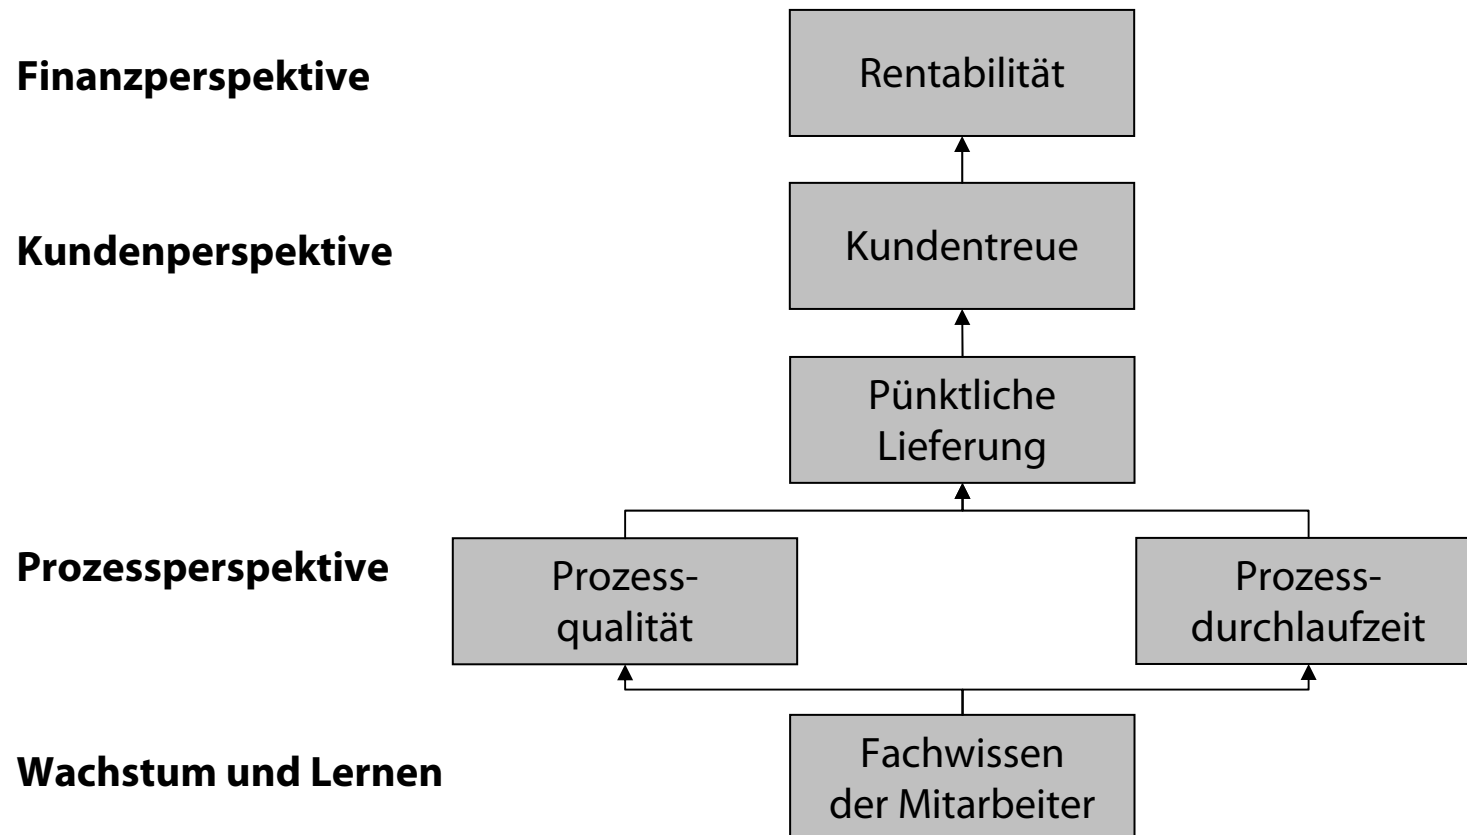 Finanzperspektive
Rentabilität
Kundenperspektive
Kundentreue
Pünktliche
Lieferung
Prozessperspektive
Prozess-
qualität
Prozess-
durchlaufzeit
Wachstum und Lernen
Fachwissen
der Mitarbeiter